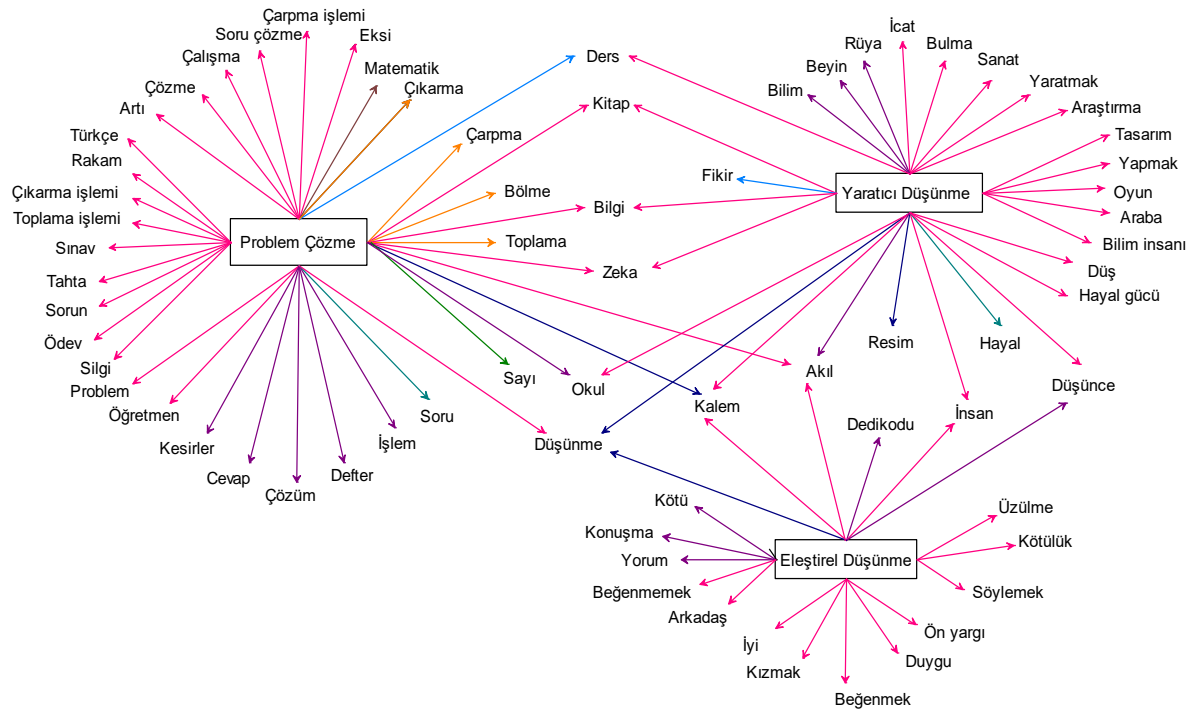 Çarpma işlemi
Soru çözme
Eksi
Çalışma
Matematik
Çözme
Çıkarma
Artı
Türkçe
Çarpma
Rakam
Çıkarma işlemi
Bölme
Toplama işlemi
Problem Çözme
Toplama
Sınav
Tahta
Sorun
Ödev
Silgi
Problem
Öğretmen
Kesirler
Cevap
Çözüm
Defter
İşlem
Soru
Sayı
Ders
Kitap
Bilgi
Zeka
Okul
Düşünme
Kalem
Akıl
Fikir
İcat
Rüya
Bulma
Beyin
Sanat
Bilim
Yaratmak
Araştırma
Tasarım
Yapmak
Yaratıcı Düşünme
Oyun
Araba
Bilim insanı
Düş
Hayal gücü
Resim
Hayal
Düşünce
İnsan
Dedikodu
Kötü
Üzülme
Konuşma
Kötülük
Yorum
Eleştirel Düşünme
Beğenmemek
Söylemek
Arkadaş
İyi
Ön yargı
Kızmak
Duygu
Beğenmek